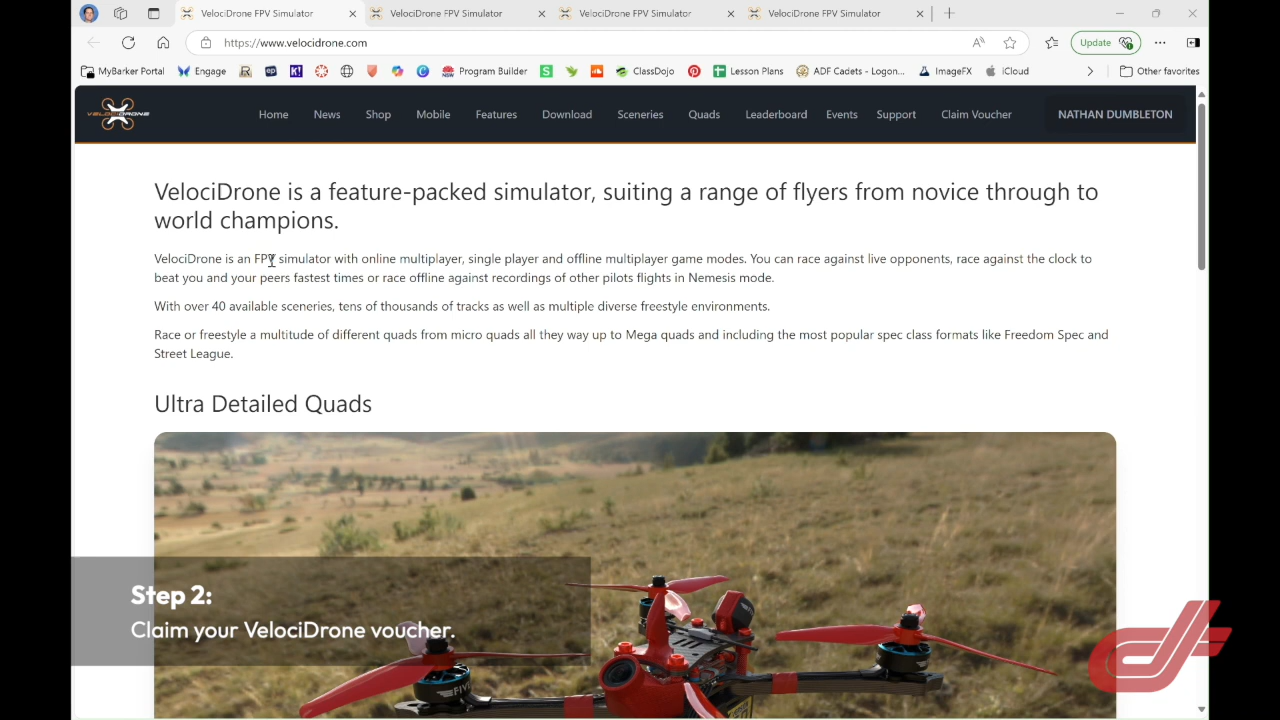 VelociDrone FPV Simulator
VelociDrone FPV Simulator
VelociDrone FPV Simulator
VelociDrone FPV Simulator
https://www.velocidrone.com
Update
MyBarker Portal
Engage
Program Builder
ClassDojo
Lesson Plans
ADF Cadets - Logon...
ImageFX
iCloud
Other favorites
VELOCIDRONE
Home
News
Shop
Mobile
Features
Download
Sceneries
Quads
Leaderboard
Events
Support
Claim Voucher
NATHAN DUMBLETON
VelociDrone is a feature-packed simulator, suiting a range of flyers from novice through to
world champions.
VelociDrone is an FPV simulator with online multiplayer, single player and offline multiplayer game modes. You can race against live opponents, race against the clock to
beat you and your peers fastest times or race offline against recordings of other pilots flights in Nemesis mode.
With over 40 available sceneries, tens of thousands of tracks as well as multiple diverse freestyle environments.
Race or freestyle a multitude of different quads from micro quads all they way up to Mega quads and including the most popular spec class formats like Freedom Spec and
Street League.
Ultra Detailed Quads
Step 2:
Claim your VelociDrone voucher.